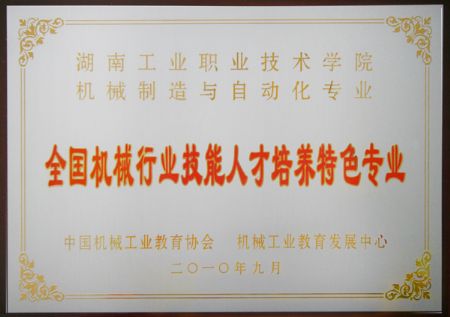 湖南工业职业技术学院
机械制造与自动化专业
全国机械行业技能人才培养特色专业
中国机械工业教育协会 机械工业教育发展中心
二〇一〇年九月